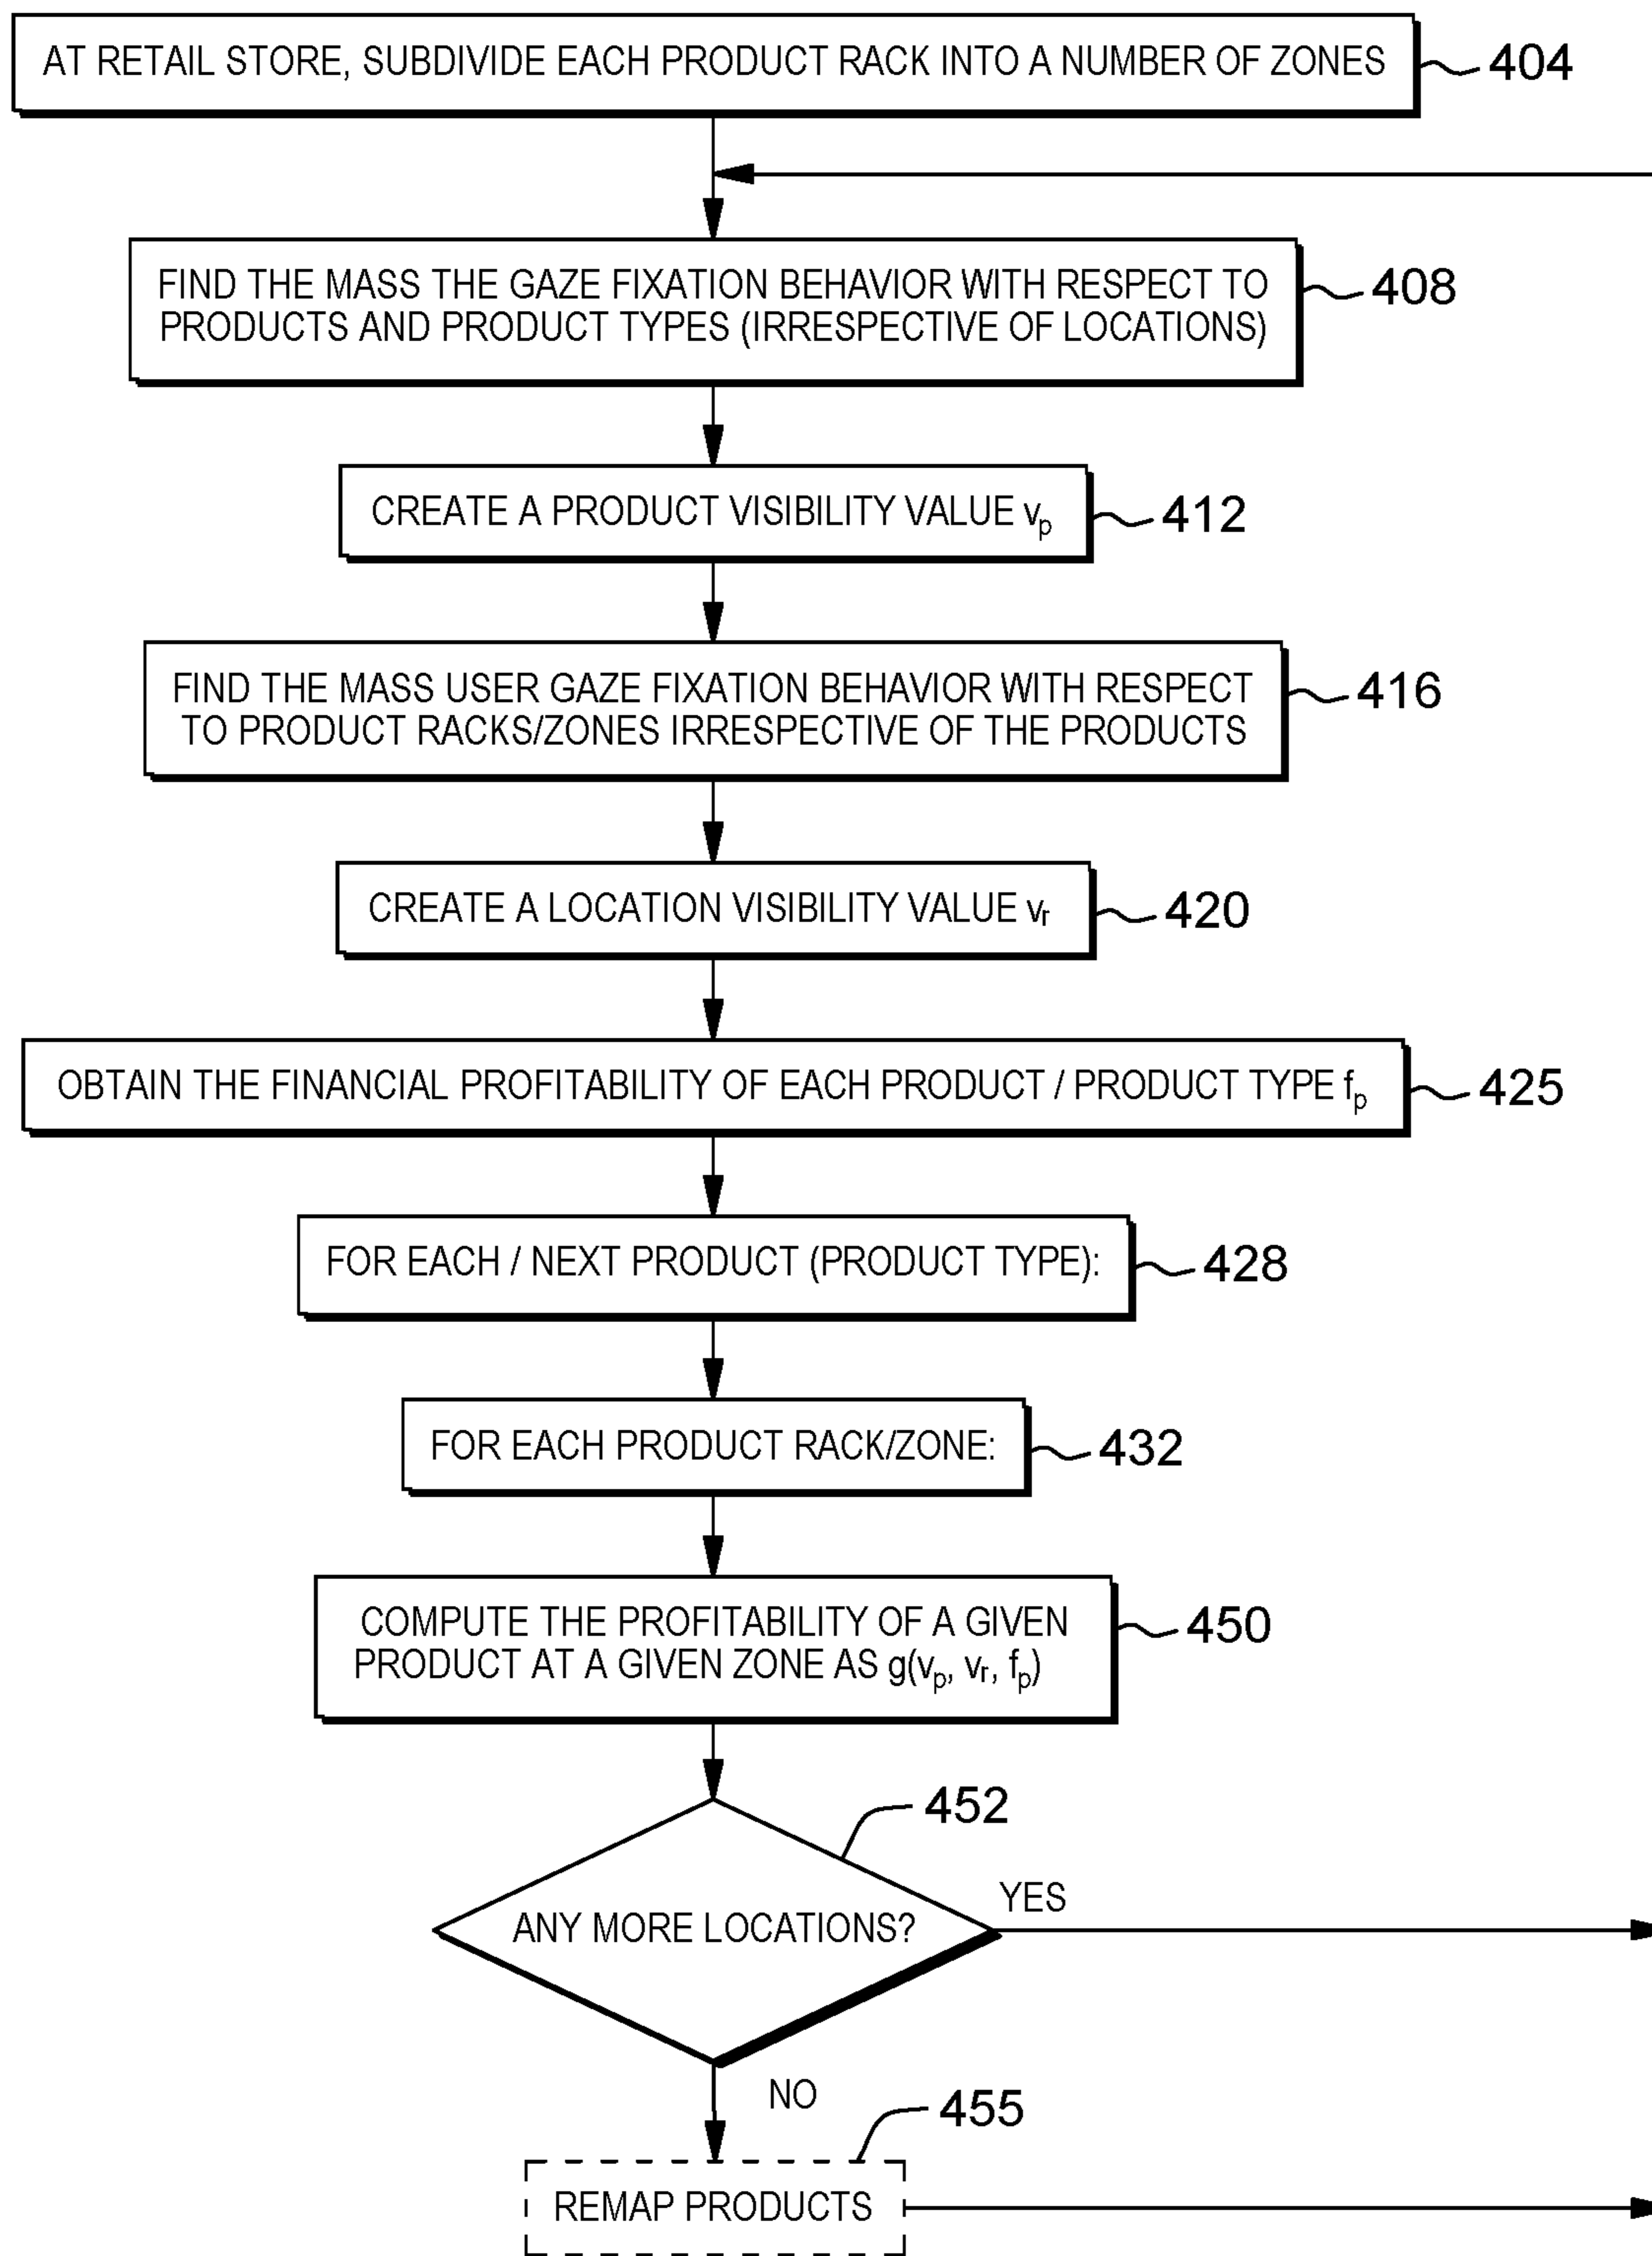 AT RETAIL STORE, SUBDIVIDE EACH PRODUCT RACK INTO A NUMBER OF ZONES
404
FIND THE MASS THE GAZE FIXATION BEHAVIOR WITH RESPECT TO
PRODUCTS AND PRODUCT TYPES (IRRESPECTIVE OF LOCATIONS)
408
CREATE A PRODUCT VISIBILITY VALUE vp
412
FIND THE MASS USER GAZE FIXATION BEHAVIOR WITH RESPECT
TO PRODUCT RACKS/ZONES IRRESPECTIVE OF THE PRODUCTS
416
CREATE A LOCATION VISIBILITY VALUE vr
420
OBTAIN THE FINANCIAL PROFITABILITY OF EACH PRODUCT / PRODUCT TYPE fp
425
FOR EACH / NEXT PRODUCT (PRODUCT TYPE):
428
FOR EACH PRODUCT RACK/ZONE:
432
COMPUTE THE PROFITABILITY OF A GIVEN
PRODUCT AT A GIVEN ZONE AS g(vp, vr, fp)
450
452
ANY MORE LOCATIONS?
YES
NO
455
REMAP PRODUCTS